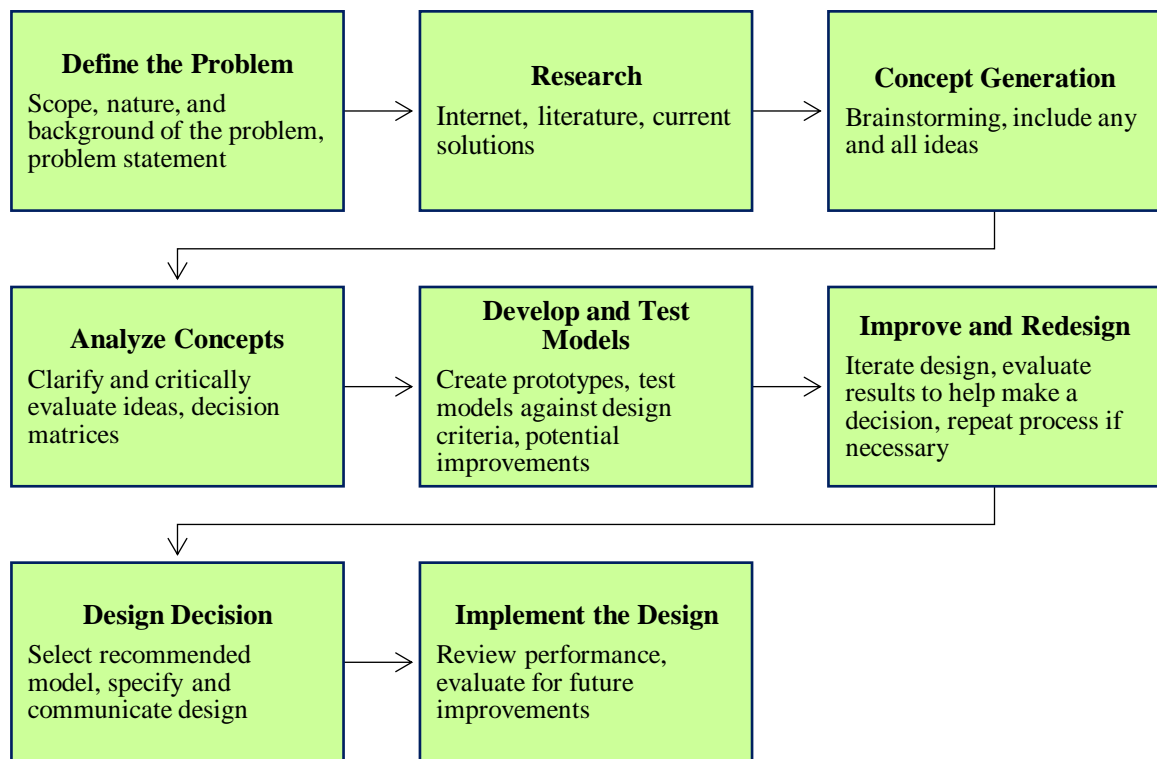 Define the Problem
Scope, nature, and
background of the problem,
problem statement
Research
Internet, literature, current
solutions
Concept Generation
Brainstorming, include any
and all ideas
Analyze Concepts
Clarify and critically
evaluate ideas, decision
matrices
Develop and Test
Models
Create prototypes, test
models against design
criteria, potential
improvements
Improve and Redesign
Iterate design, evaluate
results to help make a
decision, repeat process if
necessary
Design Decision
Select recommended
model, specify and
communicate design
Implement the Design
Review performance,
evaluate for future
improvements